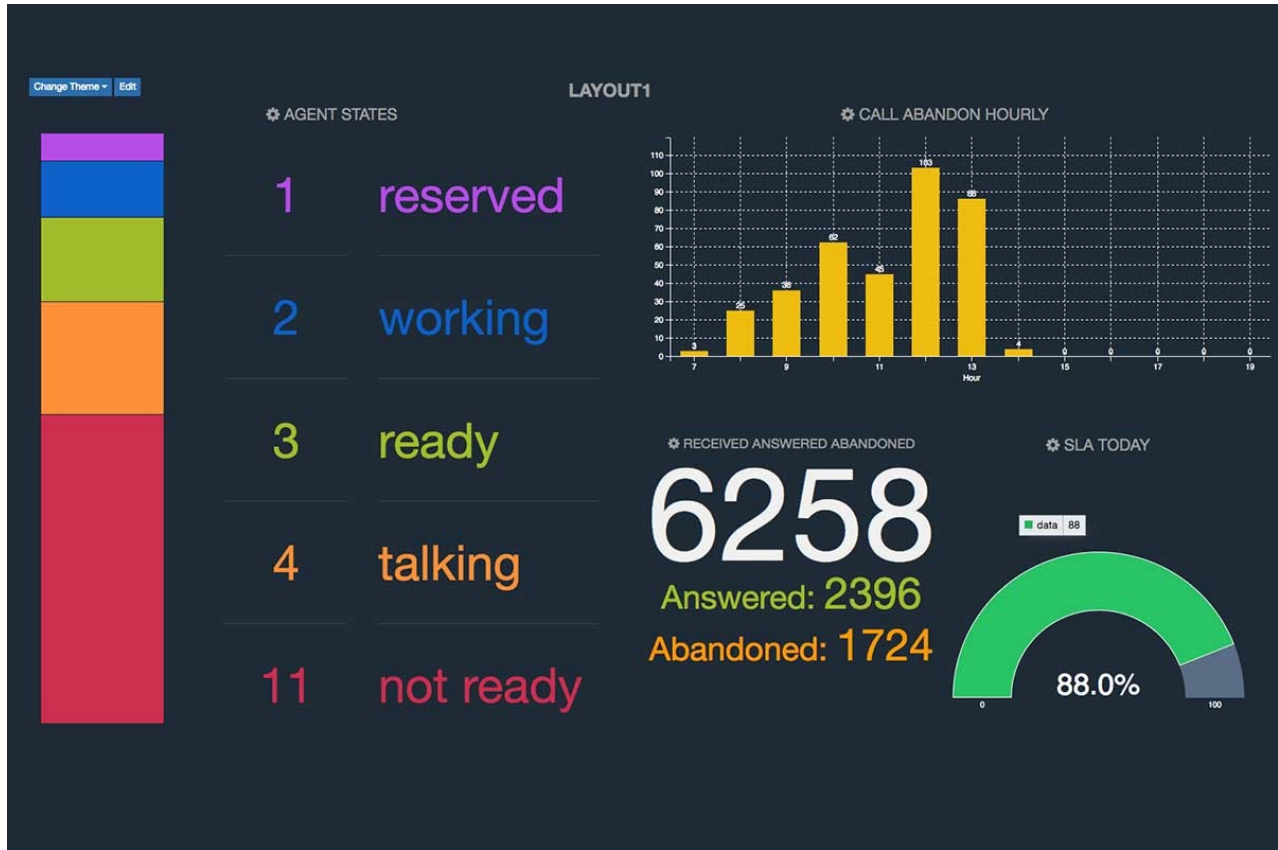 Change Theme Edit
LAYOUT1
AGENT STATES
1 reserved
2 working
3 ready
4 talking
11 not ready
CALL ABANDON HOURLY
110
100
90
80
70
60
50
40
30
20
10
0
3 25 36 62 45 103 88 4 0 0 0 0 0
7 9 11 13 15 17 19
Hour
RECEIVED ANSWERED ABANDONED
6258
Answered: 2396
Abandoned: 1724
SLA TODAY
data 88
88.0%
0 100